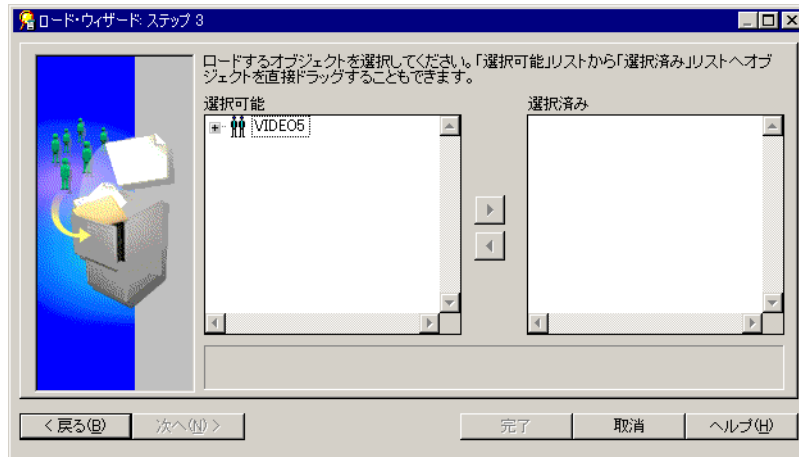 ロード・ウィザード: ステップ 3
ロードするオブジェクトを選択してください。「選択可能」リストから「選択済み」リストへオブ
ジェクトを直接ドラッグすることもできます。
選択可能
選択済み
VIDEO5
< 戻る(B)
次へ(N) >
完了
取消
ヘルプ(H)